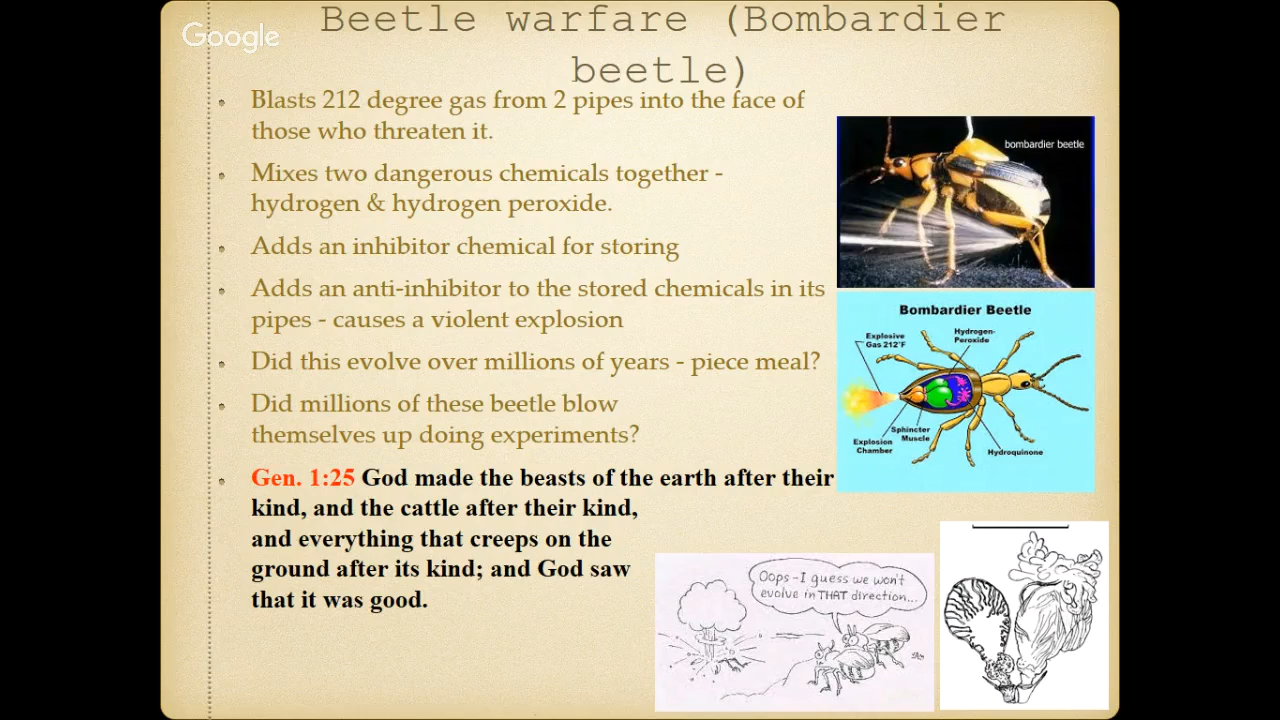 Google
Beetle warfare (Bombardier
beetle)
Blasts 212 degree gas from 2 pipes into the face of
those who threaten it.
Mixes two dangerous chemicals together -
hydrogen & hydrogen peroxide.
Adds an inhibitor chemical for storing
Adds an anti-inhibitor to the stored chemicals in its
pipes - causes a violent explosion
Did this evolve over millions of years - piece meal?
Did millions of these beetle blow
themselves up doing experiments?
Gen. 1:25 God made the beasts of the earth after their
kind, and the cattle after their kind,
and everything that creeps on the
ground after its kind; and God saw
that it was good.
bombardier beetle
Bombardier Beetle
Explosive
Gas 212°F
Hydrogen-
Peroxide
Sphincter
Muscle
Explosion
Chamber
Hydroquinone
Oops - I guess we won't
evolve in THAT direction...